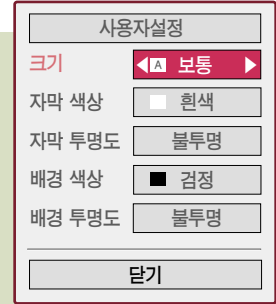 사용자설정
크기 A 보통
자막 색상 흰색
자막 투명도 불투명
배경 색상 검정
배경 투명도 불투명
닫기